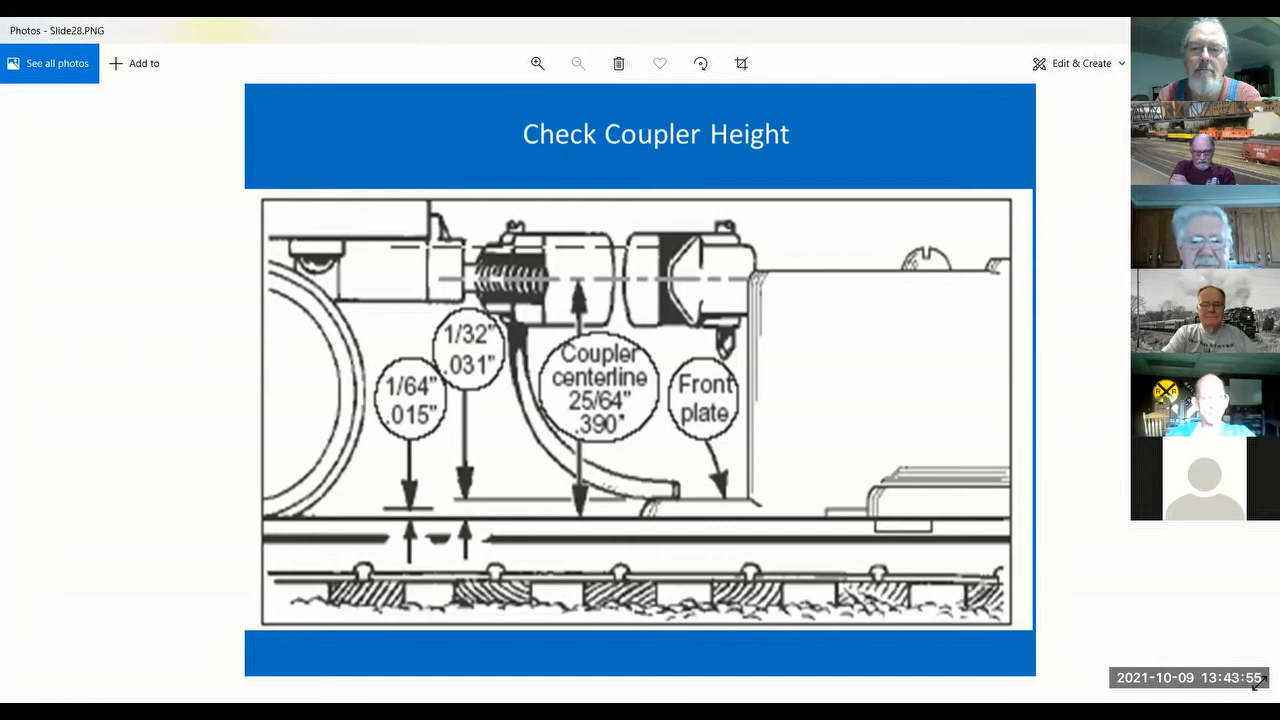 Photos - Slide28.PNG
See all photos
Add to
Edit & Create
Check Coupler Height
1/32"
.031"
1/64"
.015"
Coupler
centerline
25/64"
.390"
Front
plate
2021-10-09 13:43:55